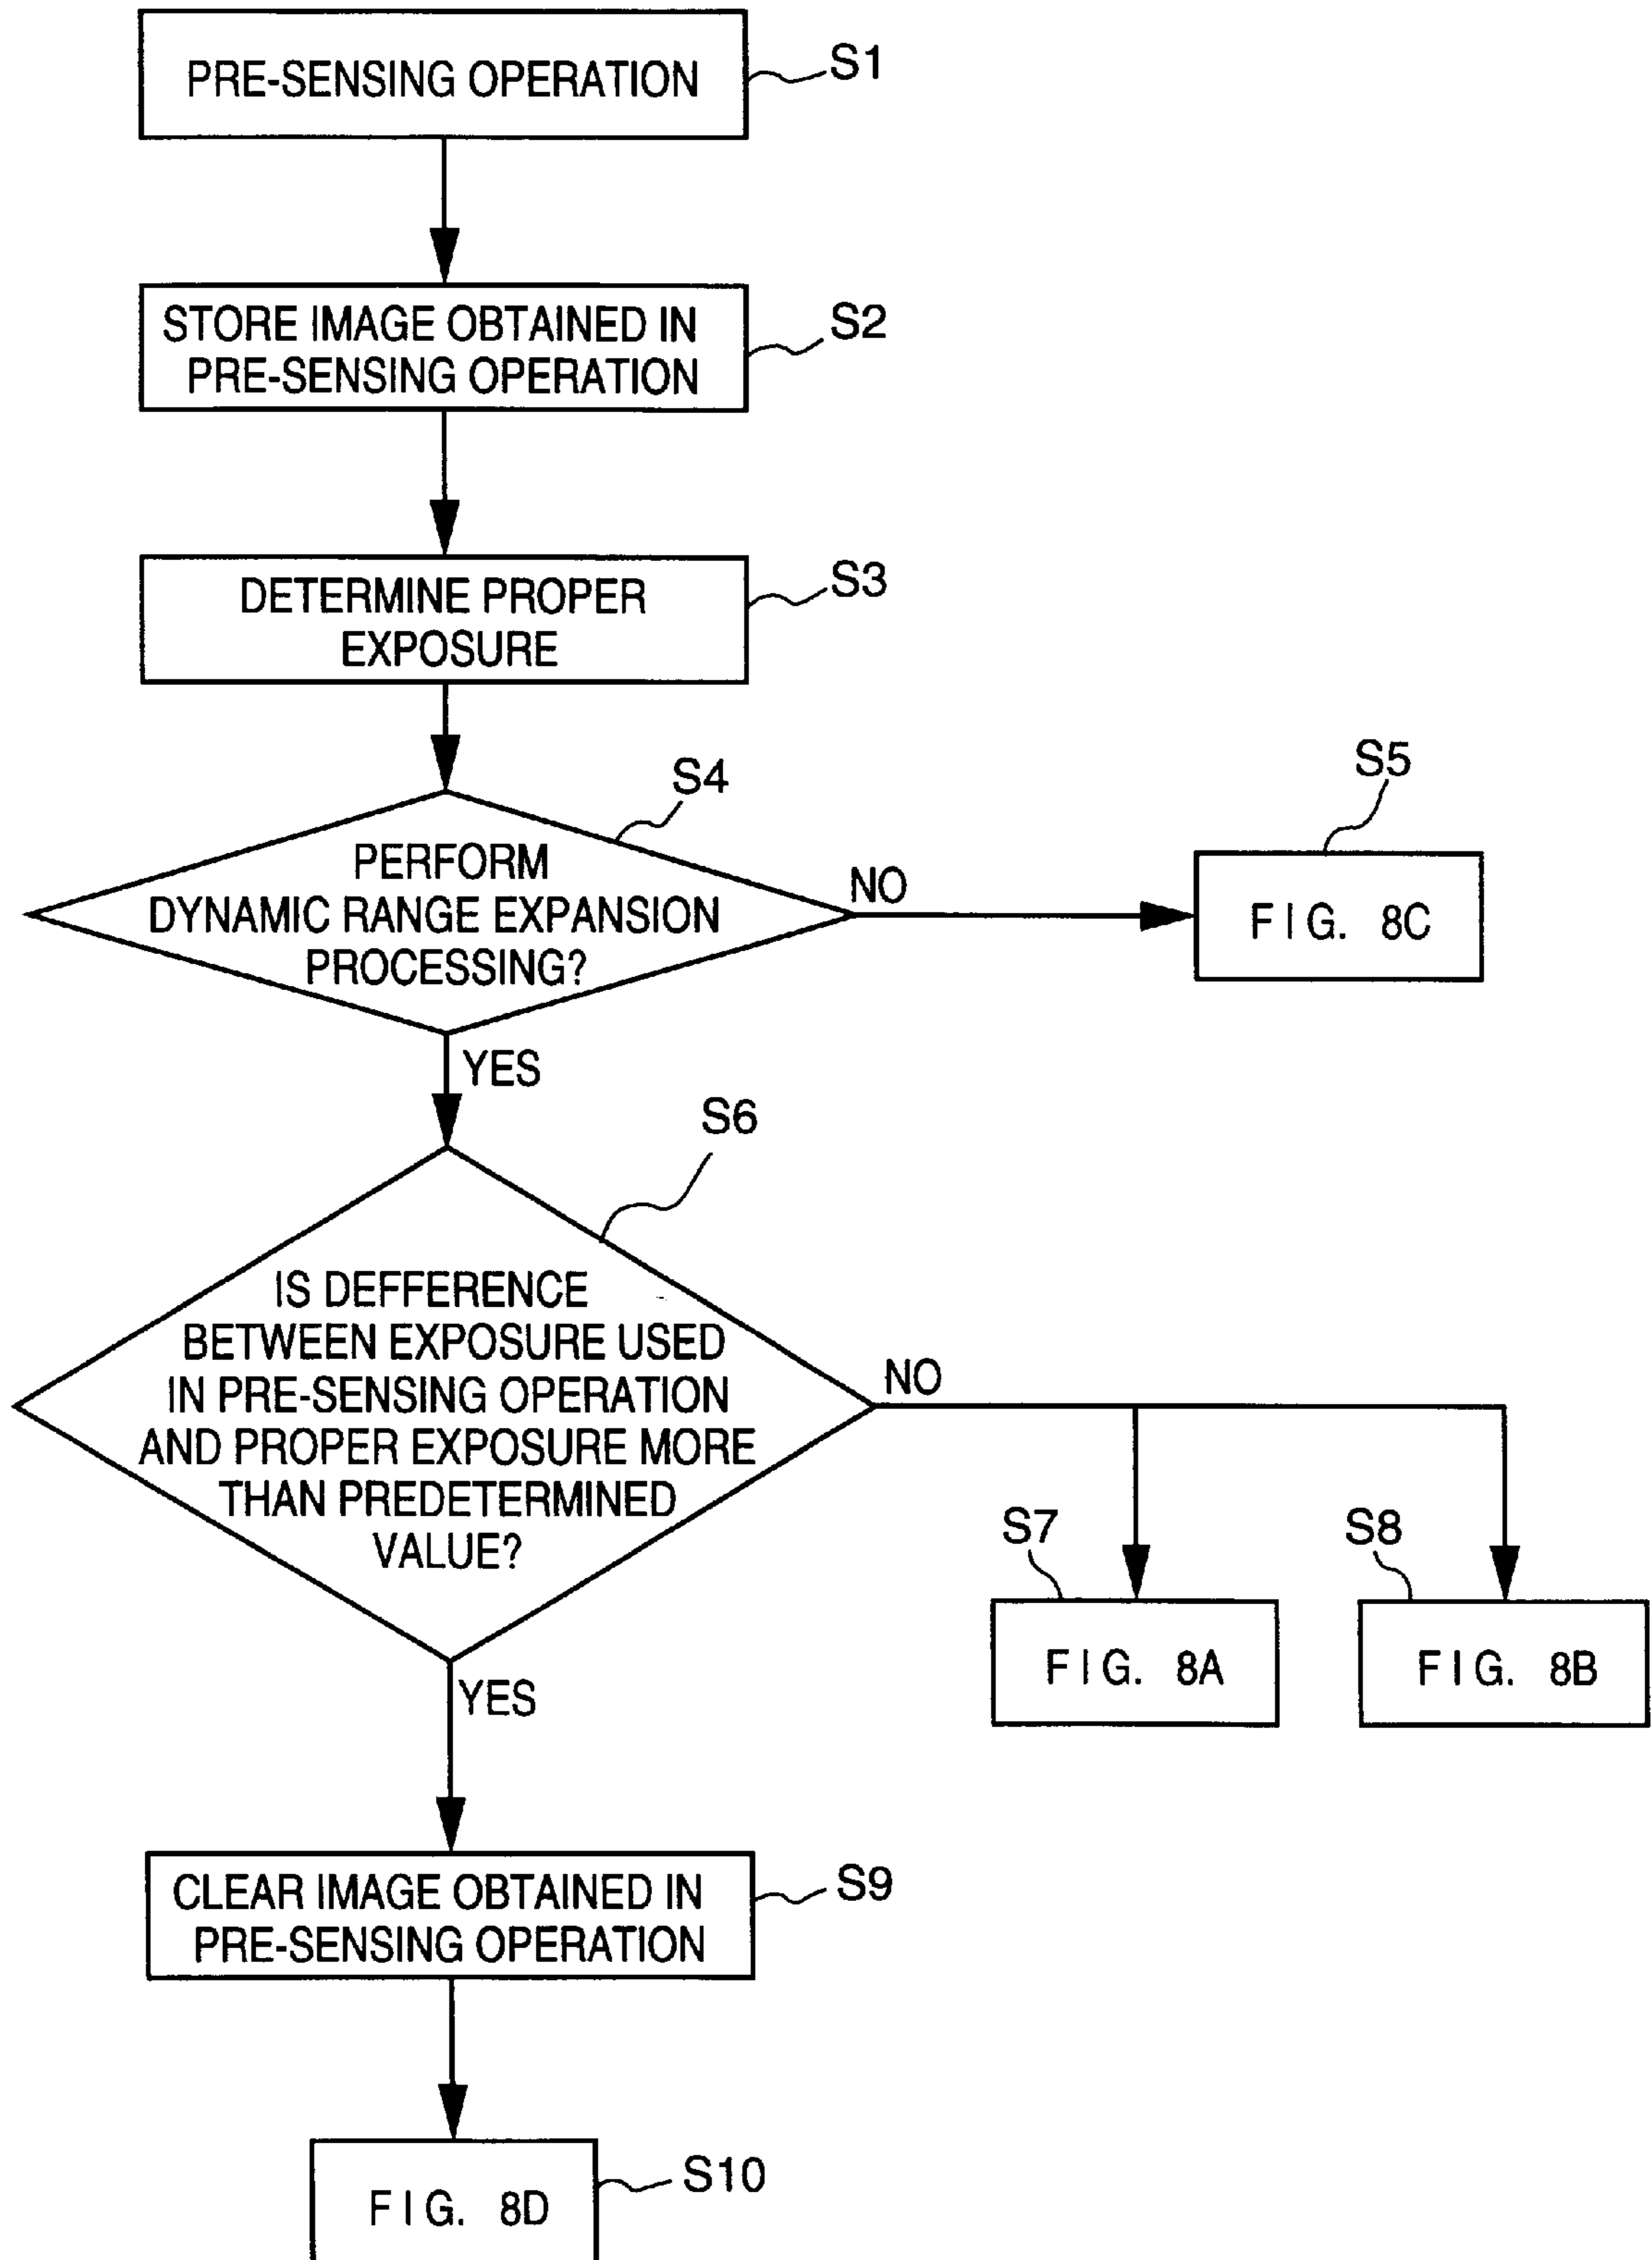 PRE-SENSING OPERATION
S1
STORE IMAGE OBTAINED IN
PRE-SENSING OPERATION
S2
DETERMINE PROPER
EXPOSURE
S3
S4
PERFORM
DYNAMIC RANGE EXPANSION
PROCESSING?
NO
S5
FIG. 8C
YES
S6
IS DEFFERENCE
BETWEEN EXPOSURE USED
IN PRE-SENSING OPERATION
AND PROPER EXPOSURE MORE
THAN PREDETERMINED
VALUE?
NO
S7
FIG. 8A
S8
FIG. 8B
YES
CLEAR IMAGE OBTAINED IN
PRE-SENSING OPERATION
S9
FIG. 8D
S10